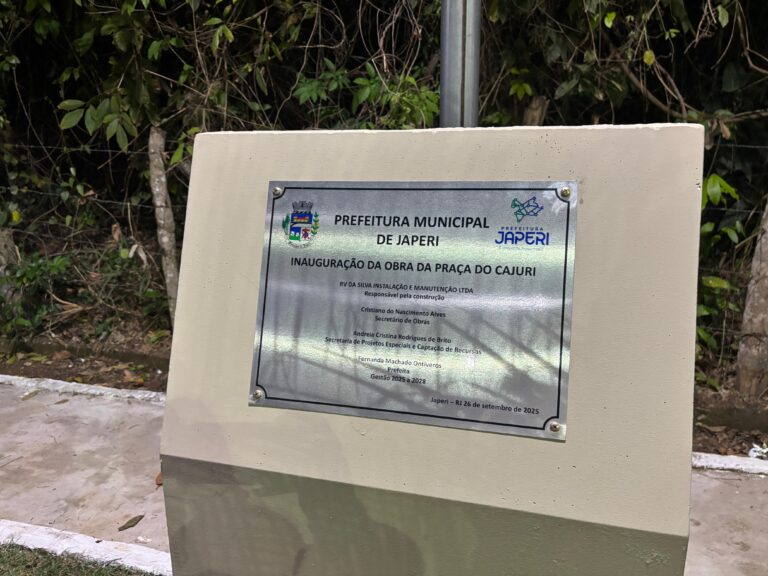 PREFEITURA MUNICIPAL
DE JAPERI
PREFEITURA
JAPERI
INAUGURAÇÃO DA OBRA DA PRAÇA DO CAJURI
RV DA SILVA INSTALAÇÃO E MANUTENÇÃO LTDA
Responsável pela construção
Cristiano do Nascimento Alves
Secretário de Obras
Andreia Cristina Rodrigues de Brito
Secretaria de Projetos Especiais e Captação de Recursos
Fernanda Machado Ontiveros
Prefeita
Gestão 2025 a 2028
Japeri – RJ 26 de setembro de 2025